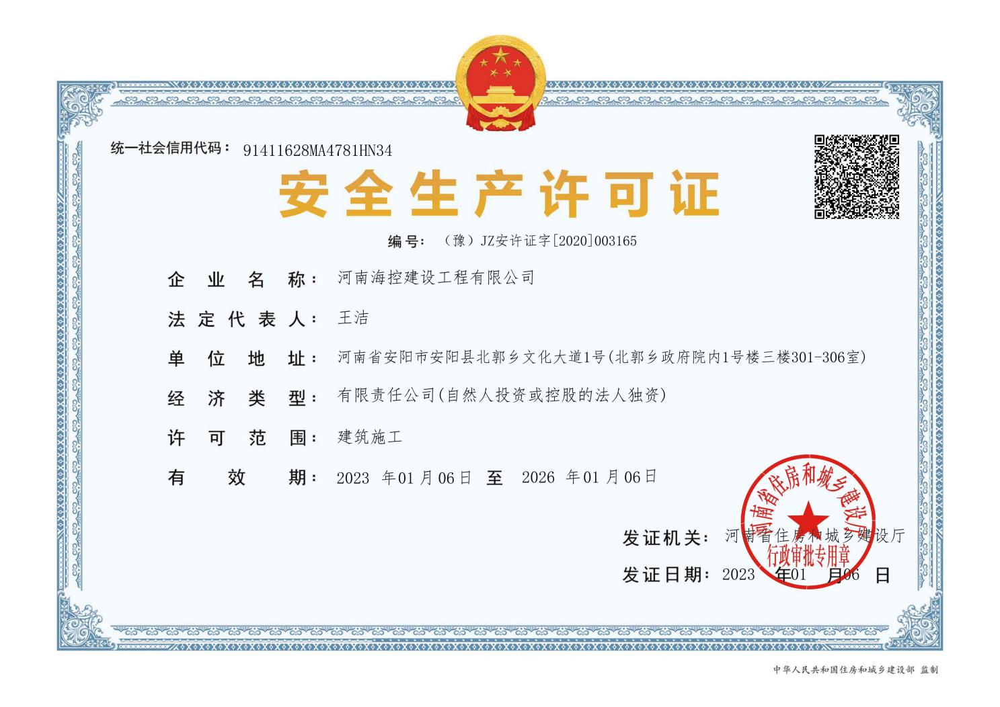 统一社会信用代码： 91411628MA4781HN34
安全生产许可证
编号： （豫）JZ安许证字[2020]003165
企业名称： 河南海控建设工程有限公司
法定代表人： 王洁
单位地址： 河南省安阳市安阳县北郭乡文化大道1号(北郭乡政府院内1号楼三楼301-306室)
经济类型： 有限责任公司(自然人投资或控股的法人独资)
许可范围： 建筑施工
有效期： 2023 年01月06日 至 2026 年01月06日
河南省住房和城乡建设厅
发证机关： 河南省住房和城乡建设厅
行政审批专用章
发证日期： 2023 年01 月06 日
中华人民共和国住房和城乡建设部 监制